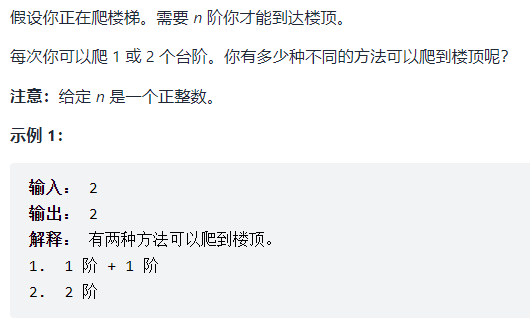 假设你正在爬楼梯。需要 n 阶你才能到达楼顶。
每次你可以爬 1 或 2 个台阶。你有多少种不同的方法可以爬到楼顶呢？
注意：给定 n 是一个正整数。
示例 1：
输入： 2
输出： 2
解释： 有两种方法可以爬到楼顶。
1. 1 阶 + 1 阶
2. 2 阶